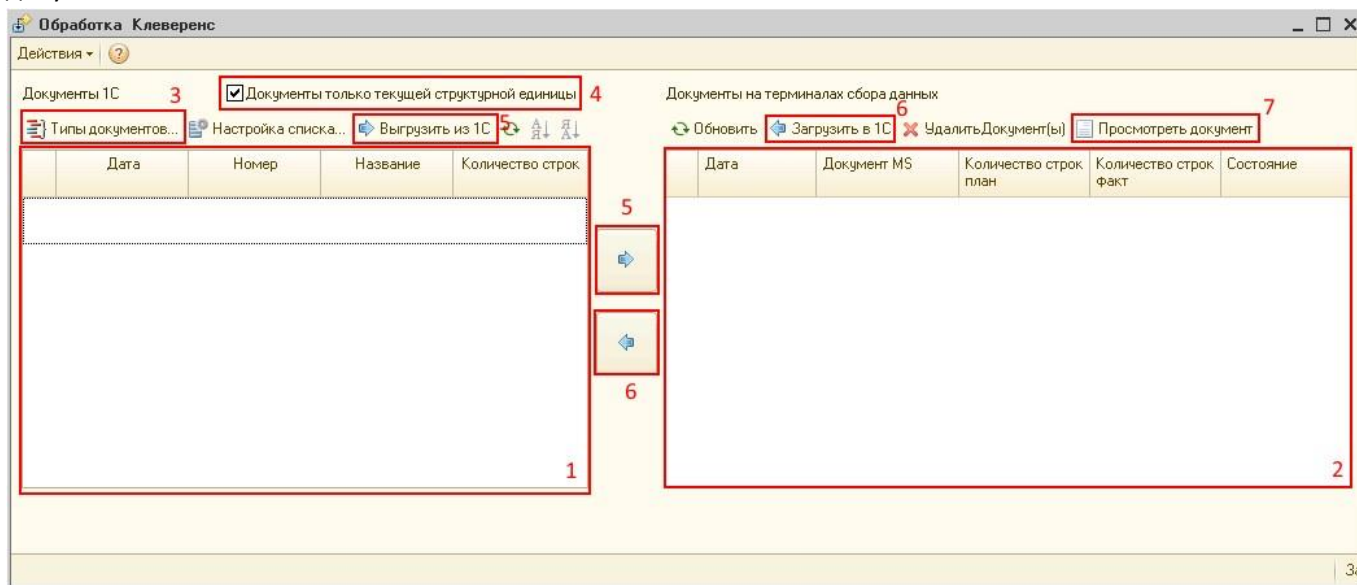 Обработка Клеверенс
Действия
Документы 1С 3 Документы только текущей структурной единицы 4 Документы на терминалах сбора данных
Типы документов... Настройка списка... Выгрузить из 1С 5 Обновить Загрузить в 1С 6 УдалитьДокумент(ы) Просмотреть документ 7
Дата Номер Название Количество строк Дата Документ MS Количество строк план Количество строк факт Состояние
5
6
1 2